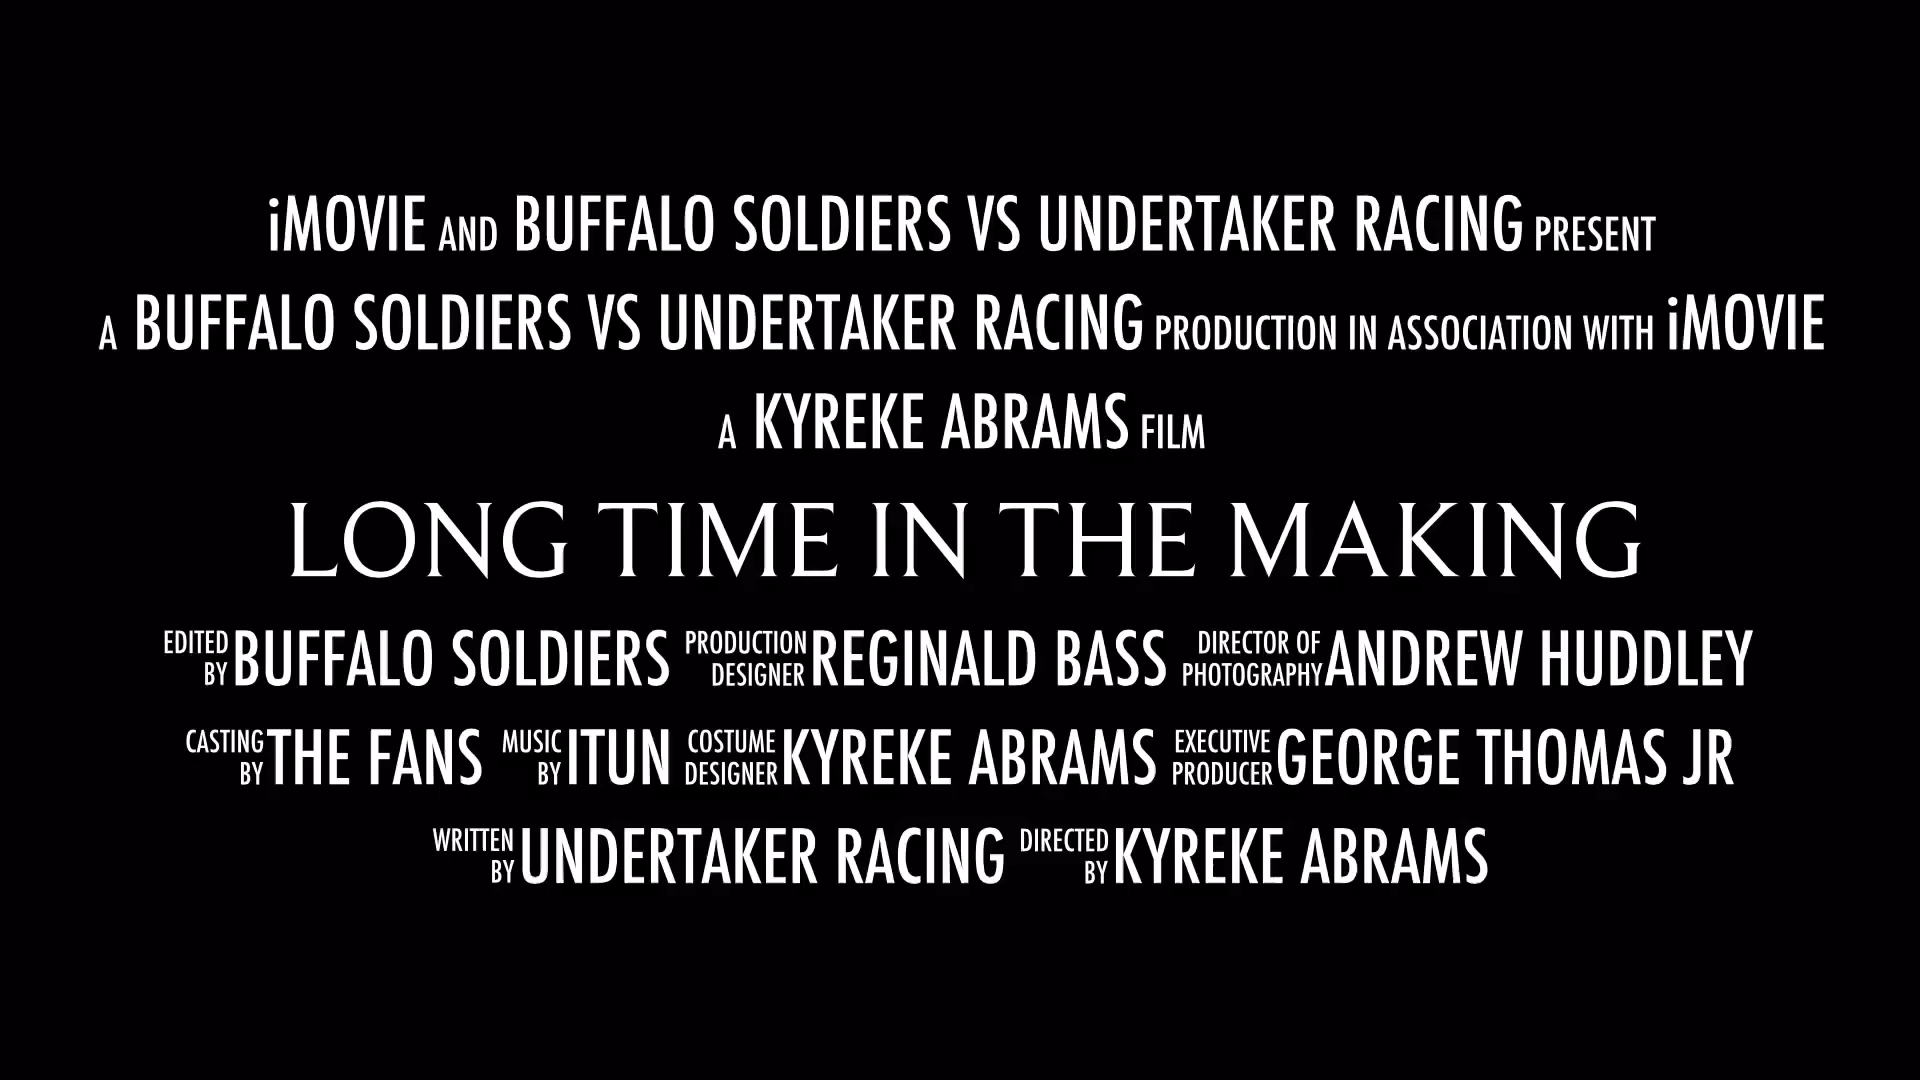 iMOVIE AND BUFFALO SOLDIERS VS UNDERTAKER RACING PRESENT
A BUFFALO SOLDIERS VS UNDERTAKER RACING PRODUCTION IN ASSOCIATION WITH iMOVIE
A KYREKE ABRAMS FILM
LONG TIME IN THE MAKING
EDITED BY BUFFALO SOLDIERS PRODUCTION DESIGNER REGINALD BASS DIRECTOR OF PHOTOGRAPHY ANDREW HUDDLEY
CASTING BY THE FANS MUSIC BY ITUN COSTUME DESIGNER KYREKE ABRAMS EXECUTIVE PRODUCER GEORGE THOMAS JR
WRITTEN BY UNDERTAKER RACING DIRECTED BY KYREKE ABRAMS